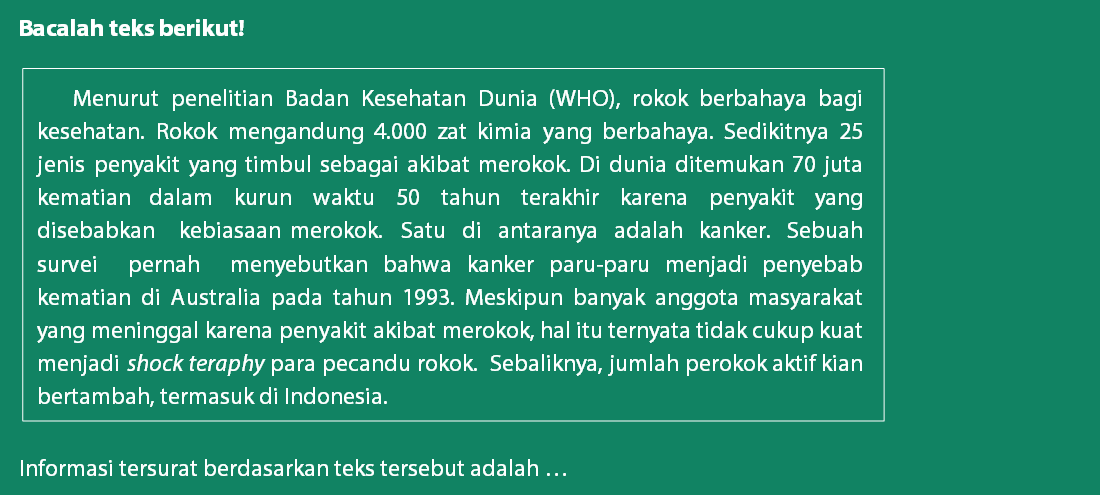 Bacalah teks berikut!
Menurut penelitian Badan Kesehatan Dunia (WHO), rokok berbahaya bagi
kesehatan. Rokok mengandung 4.000 zat kimia yang berbahaya. Sedikitnya 25
jenis penyakit yang timbul sebagai akibat merokok. Di dunia ditemukan 70 juta
kematian dalam kurun waktu 50 tahun terakhir karena penyakit yang
disebabkan kebiasaan merokok. Satu di antaranya adalah kanker. Sebuah
survei pernah menyebutkan bahwa kanker paru-paru menjadi penyebab
kematian di Australia pada tahun 1993. Meskipun banyak anggota masyarakat
yang meninggal karena penyakit akibat merokok, hal itu ternyata tidak cukup kuat
menjadi shock teraphy para pecandu rokok. Sebaliknya, jumlah perokok aktif kian
bertambah, termasuk di Indonesia.
Informasi tersurat berdasarkan teks tersebut adalah …